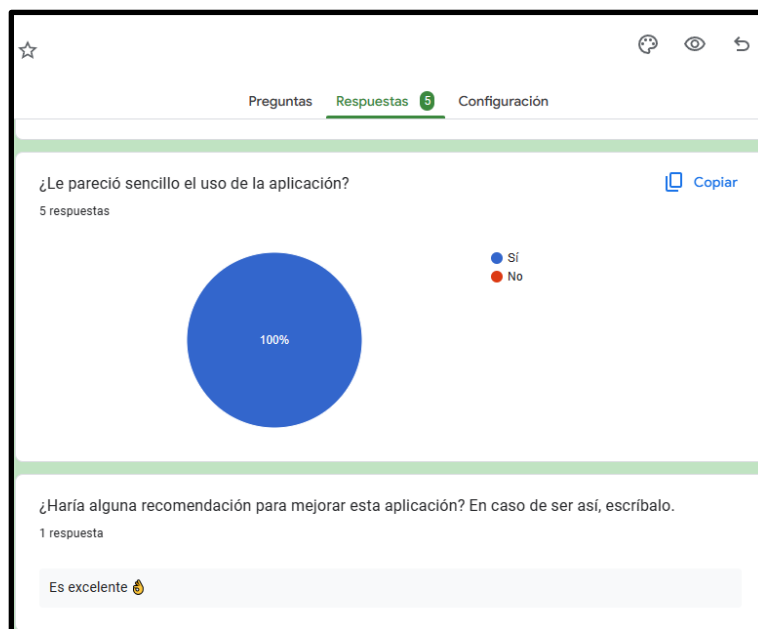 Preguntas Respuestas 5 Configuración
¿Le pareció sencillo el uso de la aplicación?
Copiar
5 respuestas
Sí
No
100%
¿Haría alguna recomendación para mejorar esta aplicación? En caso de ser así, escríbalo.
1 respuesta
Es excelente 👌